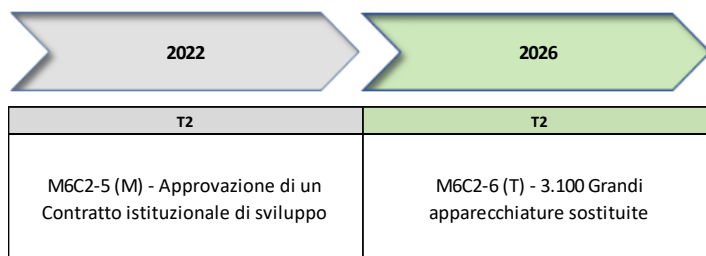 2022
2026
T2
T2
M6C2-5 (M) - Approvazione di un
Contratto istituzionale di sviluppo
M6C2-6 (T) - 3.100 Grandi
apparecchiature sostituite